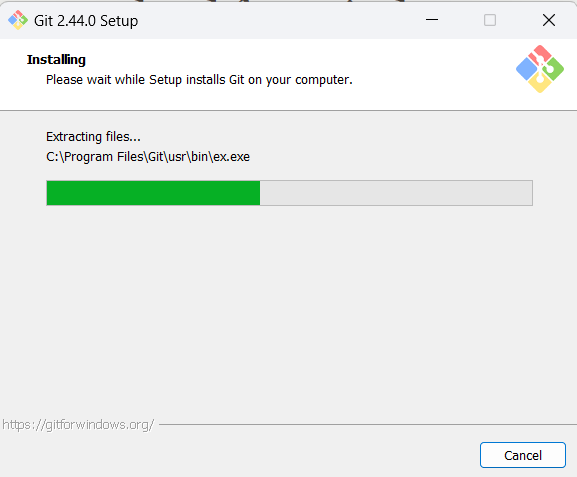 Git 2.44.0 Setup
Installing
Please wait while Setup installs Git on your computer.
Extracting files...
C:\Program Files\Git\usr\bin\ex.exe
https://gitforwindows.org/
Cancel